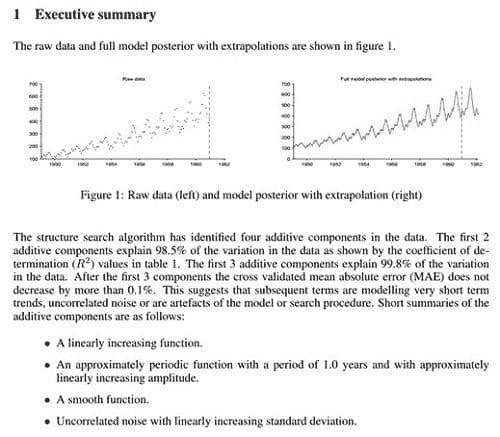 1 Executive summary
The raw data and full model posterior with extrapolations are shown in figure 1.
Raw data
700
600
500
400
300
200
100
1950 1952 1954 1956 1958 1960 1962
Full model posterior with extrapolations
700
600
500
400
300
200
100
0
1950 1952 1954 1956 1958 1960 1962
Figure 1: Raw data (left) and model posterior with extrapolation (right)
The structure search algorithm has identified four additive components in the data. The first 2
additive components explain 98.5% of the variation in the data as shown by the coefficient of de-
termination (R²) values in table 1. The first 3 additive components explain 99.8% of the variation
in the data. After the first 3 components the cross validated mean absolute error (MAE) does not
decrease by more than 0.1%. This suggests that subsequent terms are modelling very short term
trends, uncorrelated noise or are artefacts of the model or search procedure. Short summaries of the
additive components are as follows:
• A linearly increasing function.
• An approximately periodic function with a period of 1.0 years and with approximately
linearly increasing amplitude.
• A smooth function.
• Uncorrelated noise with linearly increasing standard deviation.